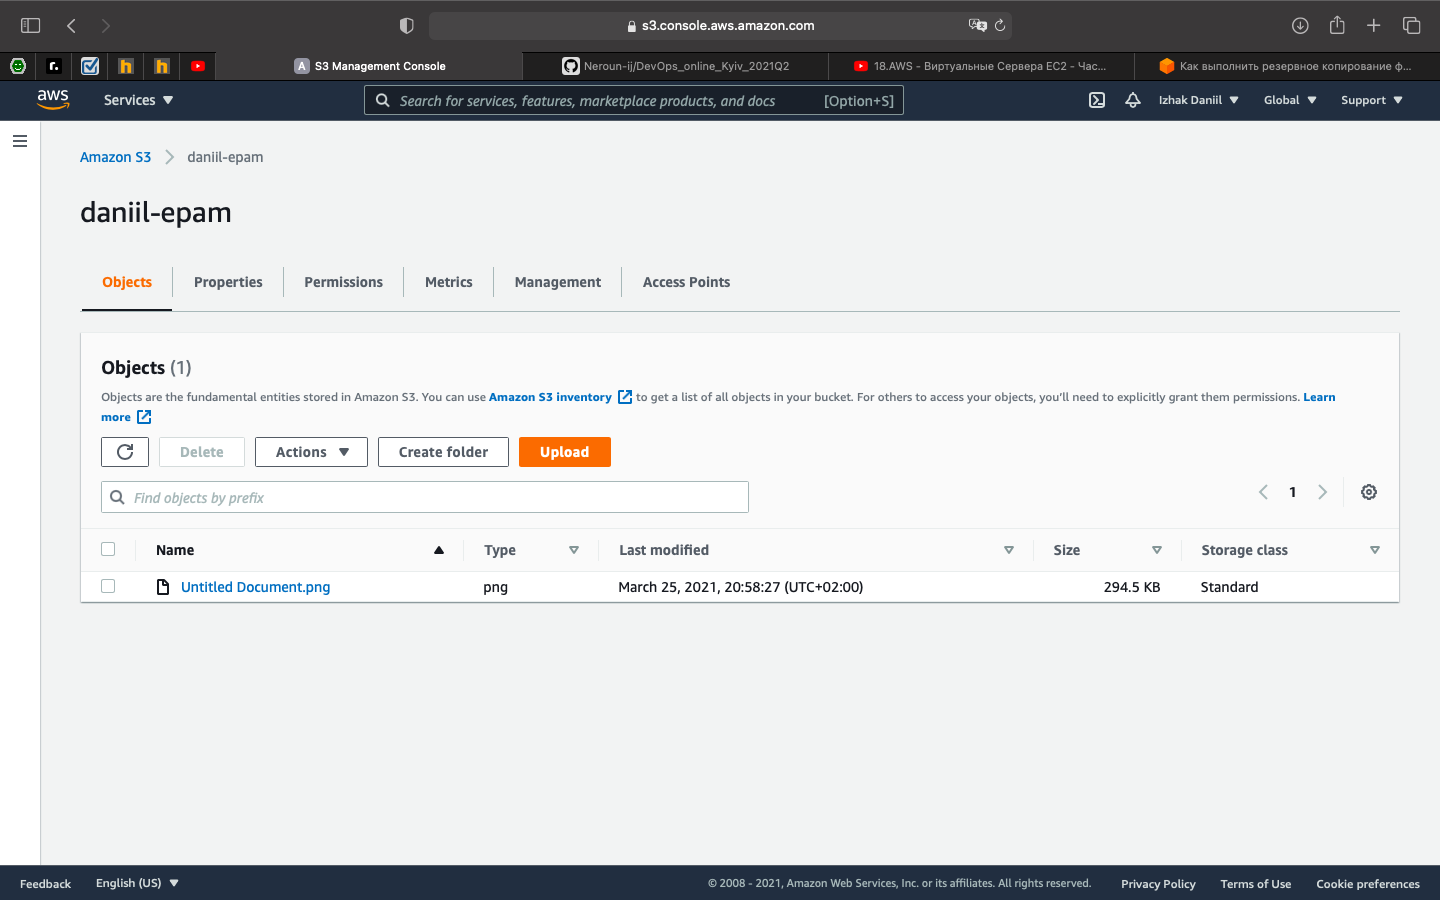 s3.console.aws.amazon.com
S3 Management Console
Neroun-ij/DevOps_online_Kyiv_2021Q2
18.AWS - Виртуальные Сервера EC2 - Час...
Как выполнить резервное копирование ф...
aws
Services
Search for services, features, marketplace products, and docs
[Option+S]
Izhak Daniil
Global
Support
Amazon S3
daniil-epam
daniil-epam
Objects
Properties
Permissions
Metrics
Management
Access Points
Objects (1)
Objects are the fundamental entities stored in Amazon S3. You can use Amazon S3 inventory to get a list of all objects in your bucket. For others to access your objects, you'll need to explicitly grant them permissions. Learn
more
Delete
Actions
Create folder
Upload
Find objects by prefix
1
Name
Type
Last modified
Size
Storage class
Untitled Document.png
png
March 25, 2021, 20:58:27 (UTC+02:00)
294.5 KB
Standard
Feedback
English (US)
© 2008 - 2021, Amazon Web Services, Inc. or its affiliates. All rights reserved.
Privacy Policy
Terms of Use
Cookie preferences